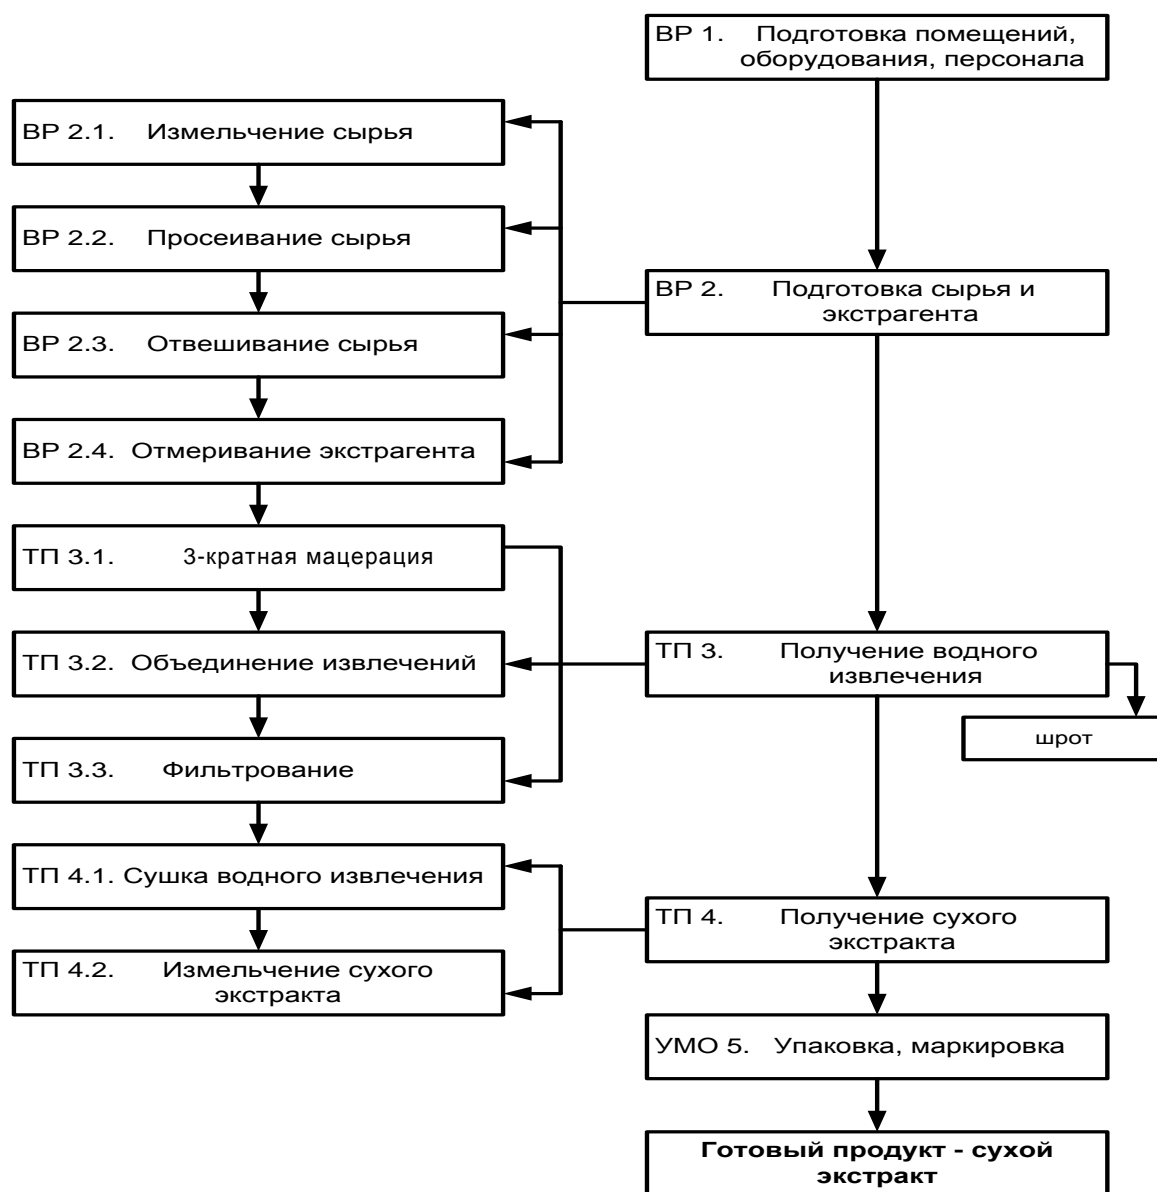 ВР 1. Подготовка помещений,
оборудования, персонала
ВР 2.1. Измельчение сырья
ВР 2.2. Просеивание сырья
ВР 2. Подготовка сырья и
экстрагента
ВР 2.3. Отвешивание сырья
ВР 2.4. Отмеривание экстрагента
ТП 3.1. 3-кратная мацерация
ТП 3.2. Объединение извлечений
ТП 3. Получение водного
извлечения
шрот
ТП 3.3. Фильтрование
ТП 4.1. Сушка водного извлечения
ТП 4. Получение сухого
экстракта
ТП 4.2. Измельчение сухого
экстракта
УМО 5. Упаковка, маркировка
Готовый продукт - сухой
экстракт